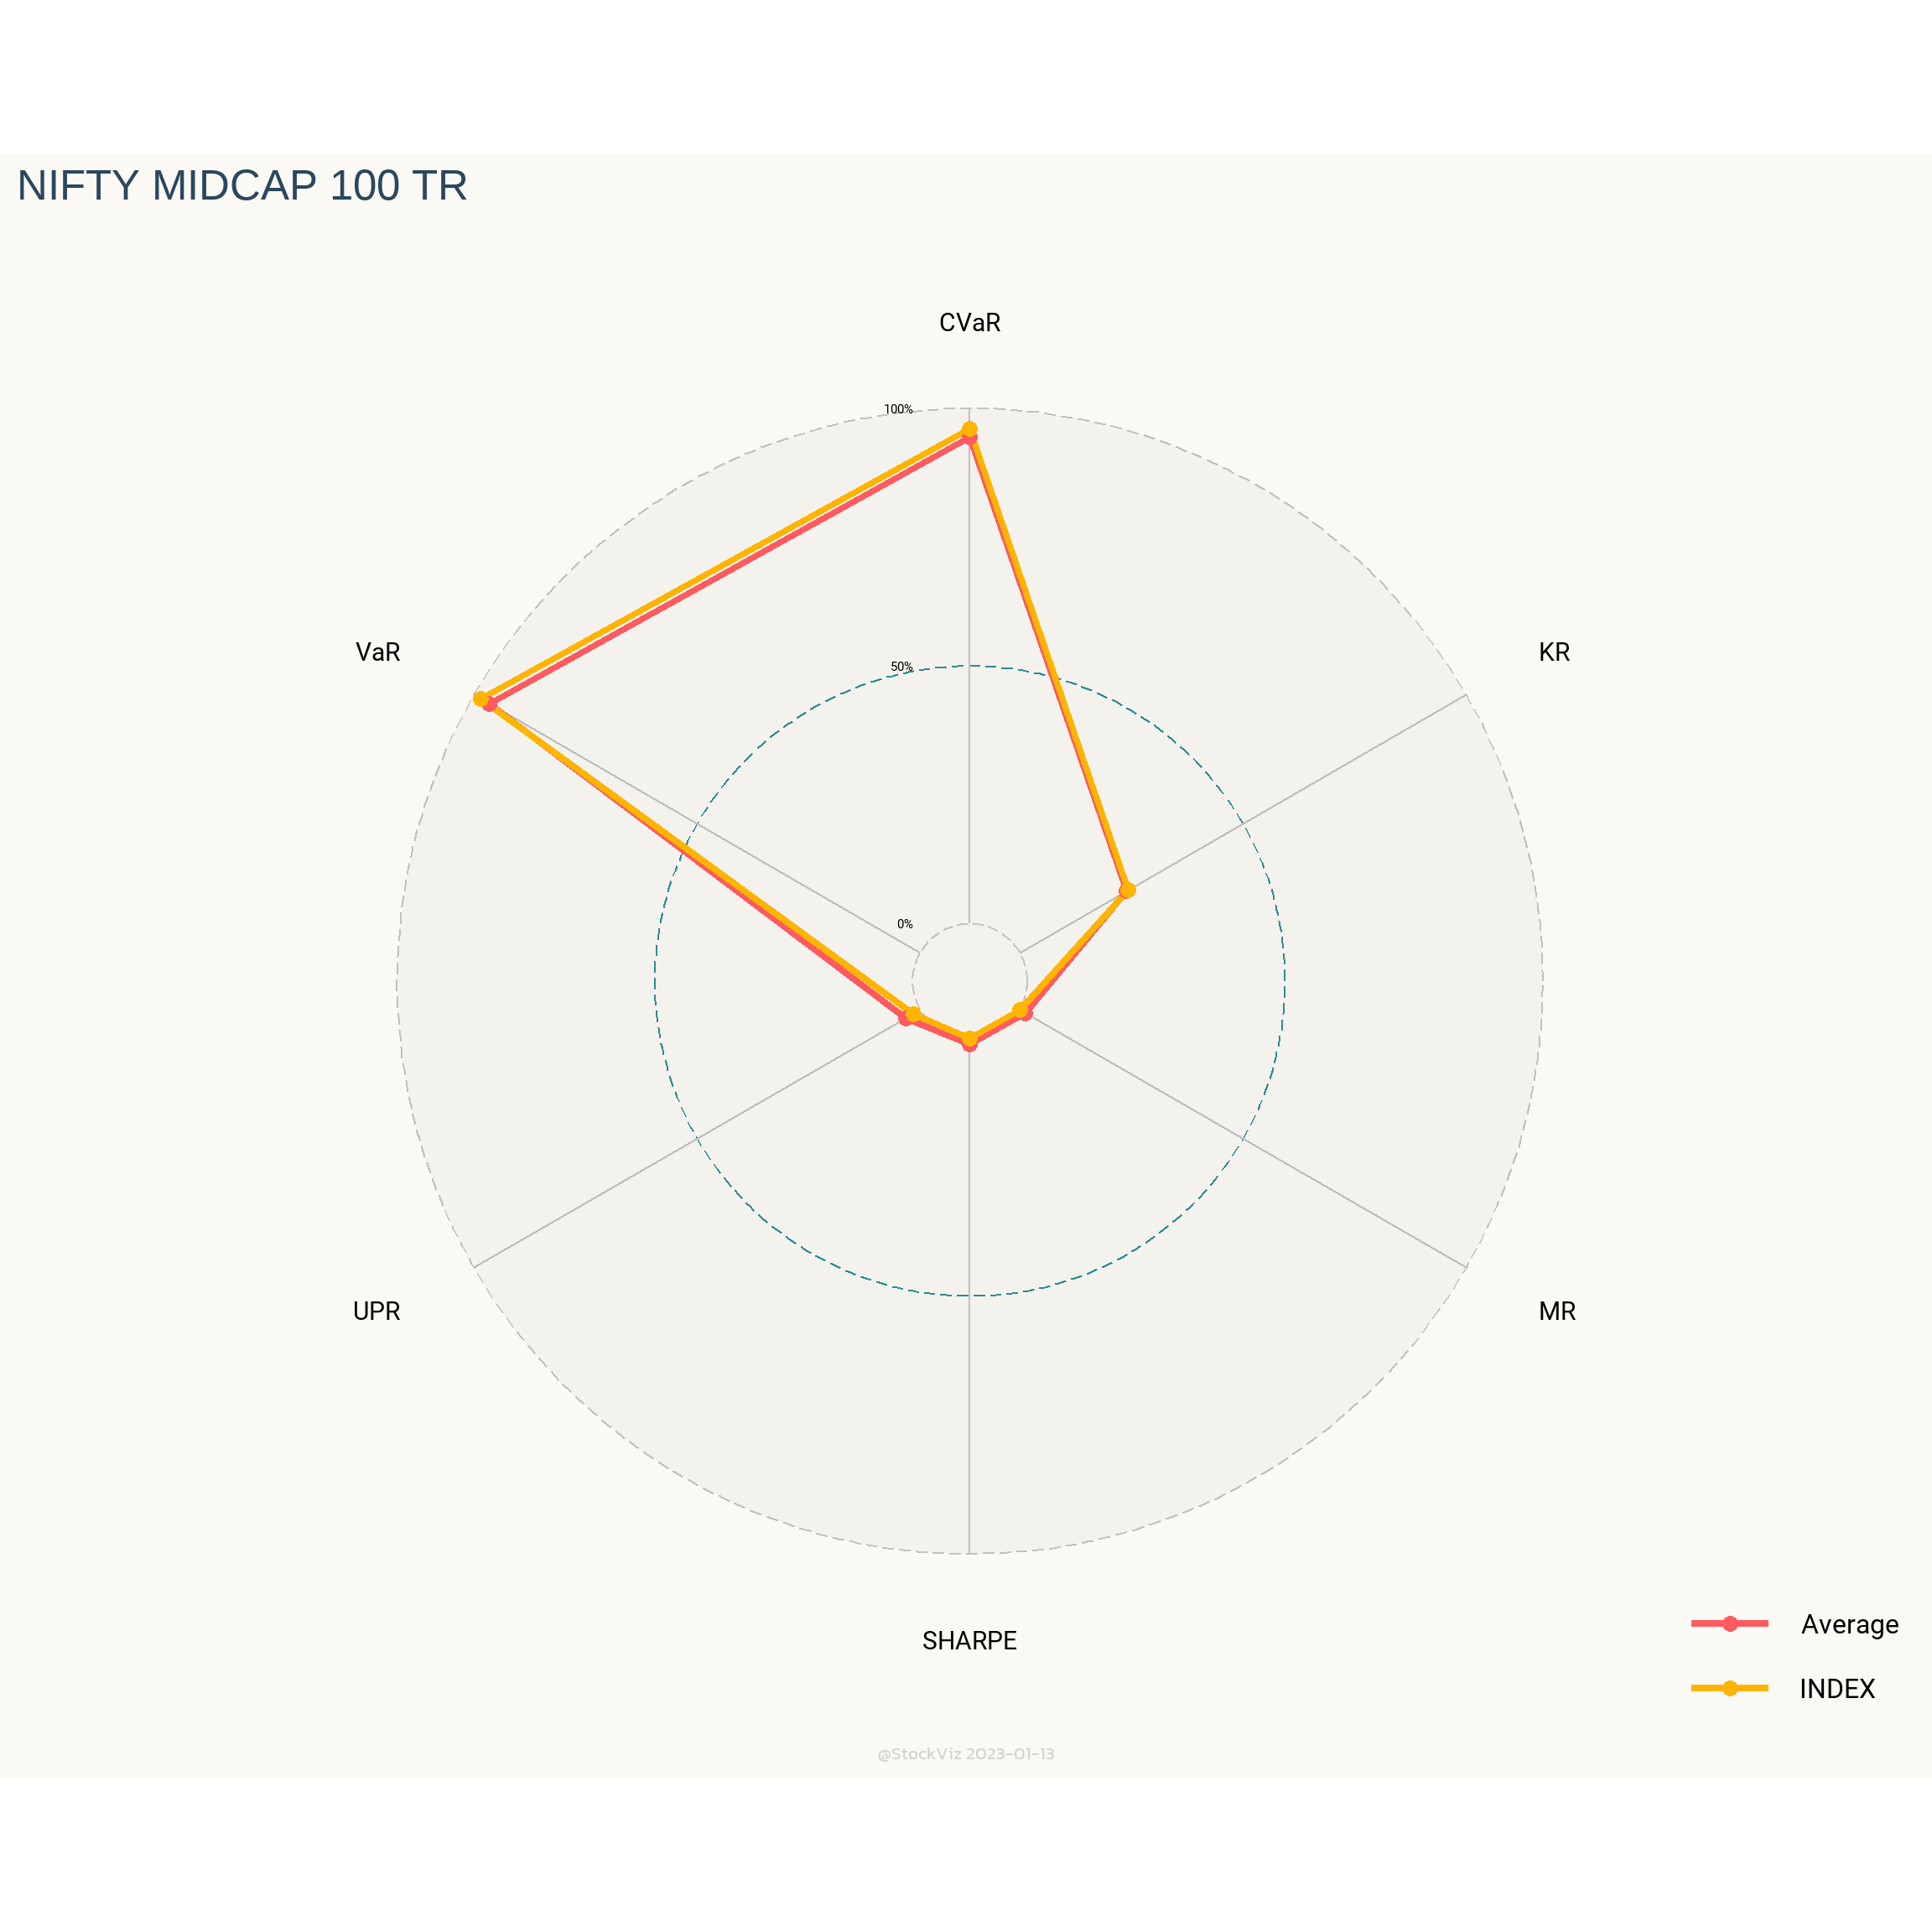 NIFTY MIDCAP 100 TR
CVaR
100%
VaR
KR
50%
0%
UPR
MR
SHARPE
Average
INDEX
@StockViz 2023-01-13